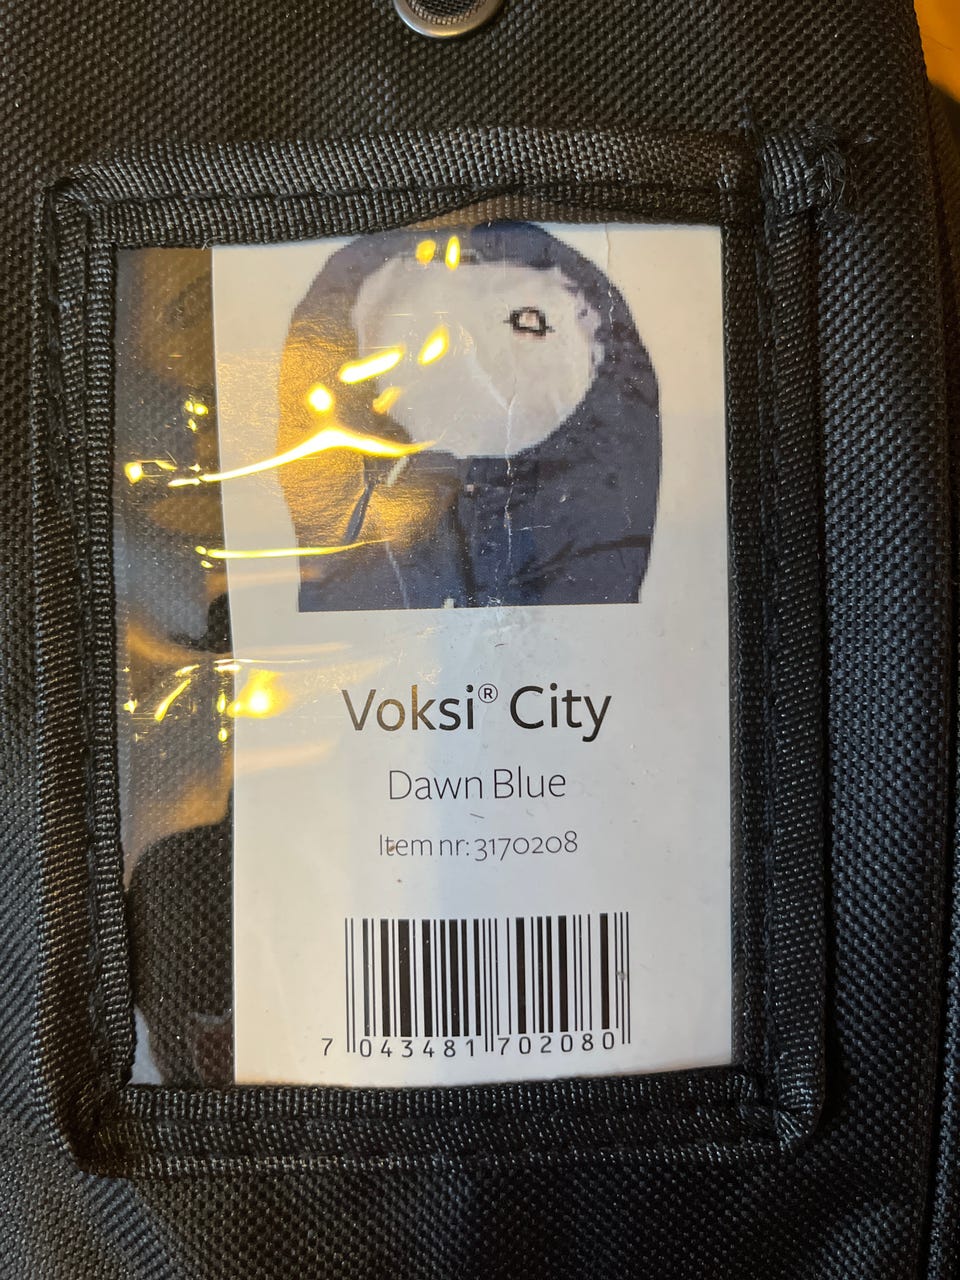 Voksi® City
Dawn Blue
Item nr: 3170208
7 043481 702080